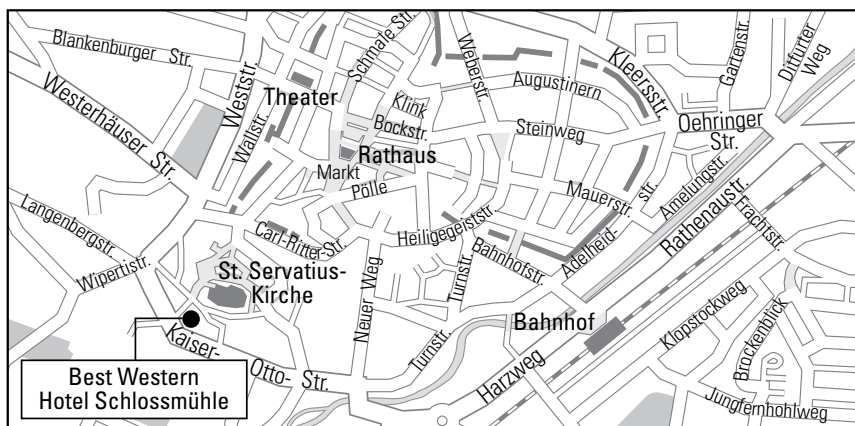 Blankenburger Str.
Westerhäuser Str.
Weststr.
Wallstr.
Theater
Schmale Str.
Klink
Bockstr.
Weberstr.
Augustinern
Steinweg
Kleersstr.
Gartenstr.
Ditfurter
Weg
Oehringer
Str.
Rathaus
Markt
Pölle
Mauerstr.
Amelungstr.
Rathenaustr.
Frachtstr.
Langenbergstr.
Wipertistr.
Carl-Ritter-Str.
Heiligegeiststr.
Bahnhofstr.
Adelheid-
str.
St. Servatius-
Kirche
Neuer Weg
Turnstr.
Turnstr.
Bahnhof
Harzweg
Klopstockweg
Brockenblick
Jungfernhohlweg
Kaiser-
Otto- Str.
Best Western
Hotel Schlossmühle